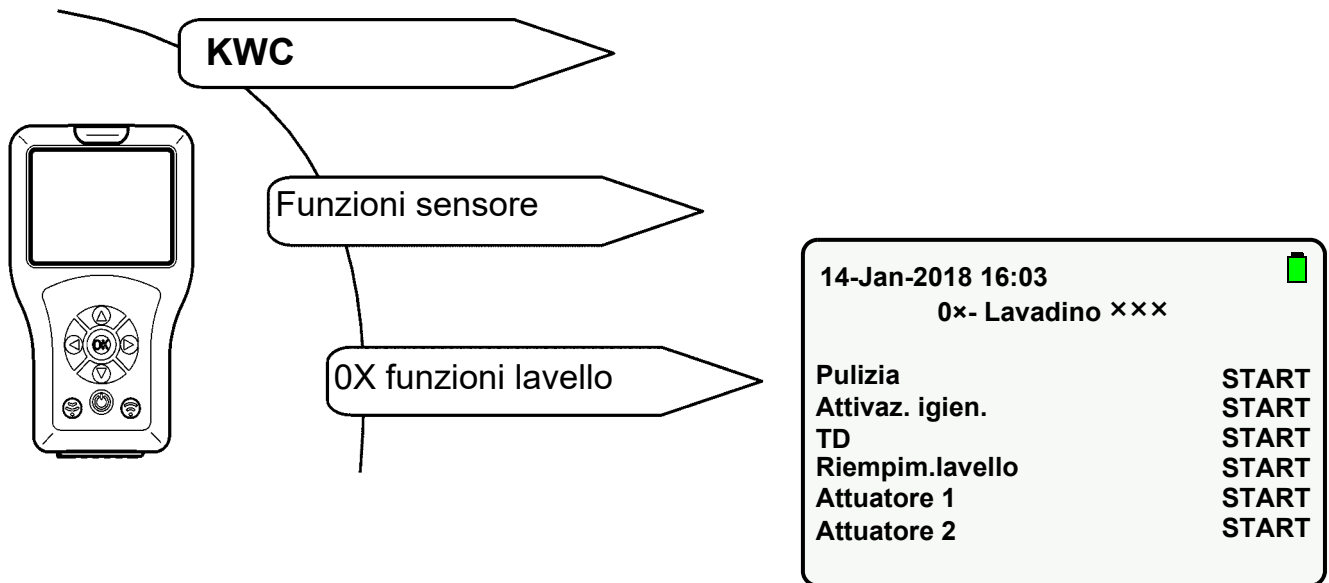 KWC
Funzioni sensore
0X funzioni lavello
OK
14-Jan-2018 16:03
0×- Lavadino ×××
Pulizia START
Attivaz. igien. START
TD START
Riempim.lavello START
Attuatore 1 START
Attuatore 2 START